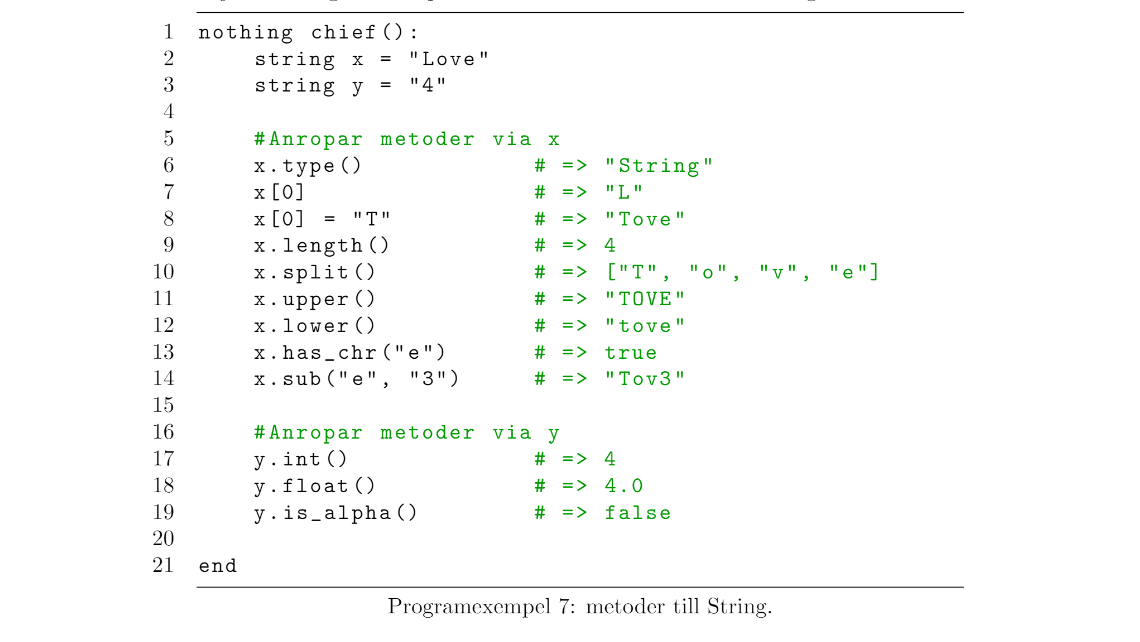 1 nothing chief():
2     string x = "Love"
3     string y = "4"
4
5     #Anropar metoder via x
6     x.type()            # => "String"
7     x[0]                # => "L"
8     x[0] = "T"          # => "Tove"
9     x.length()          # => 4
10    x.split()           # => ["T", "o", "v", "e"]
11    x.upper()           # => "TOVE"
12    x.lower()           # => "tove"
13    x.has_chr("e")      # => true
14    x.sub("e", "3")     # => "Tov3"
15
16    #Anropar metoder via y
17    y.int()             # => 4
18    y.float()           # => 4.0
19    y.is_alpha()        # => false
20
21 end
Programexempel 7: metoder till String.